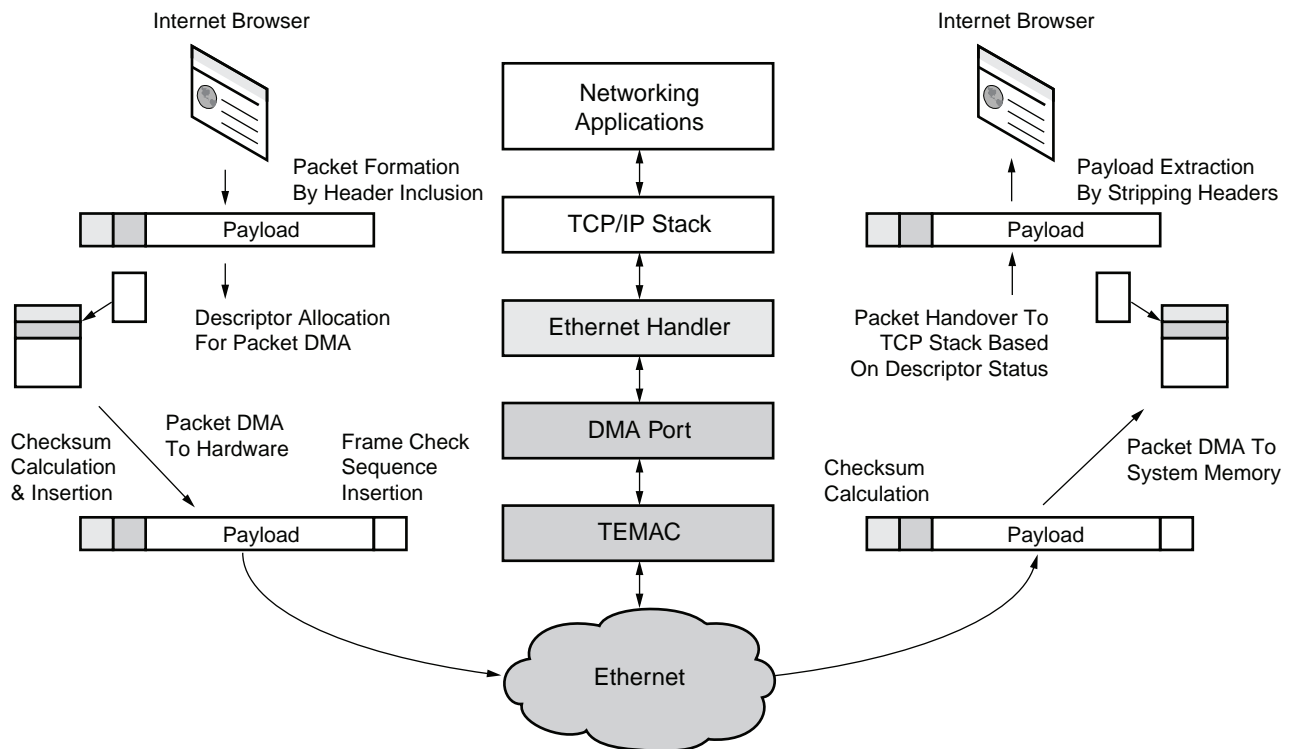 Internet Browser
Packet Formation
By Header Inclusion
Payload
Descriptor Allocation
For Packet DMA
Packet DMA
To Hardware
Checksum
Calculation
& Insertion
Frame Check
Sequence
Insertion
Payload
Networking
Applications
TCP/IP Stack
Ethernet Handler
DMA Port
TEMAC
Ethernet
Internet Browser
Payload Extraction
By Stripping Headers
Payload
Packet Handover To
TCP Stack Based
On Descriptor Status
Packet DMA To
System Memory
Checksum
Calculation
Payload